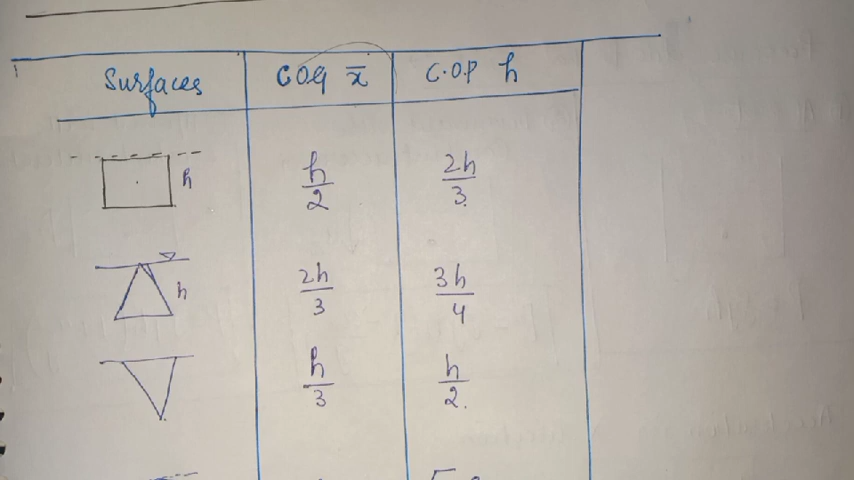 Surfaces COG x̄ C.O.P h
h h/2 2h/3
h 2h/3 3h/4
h/3 h/2